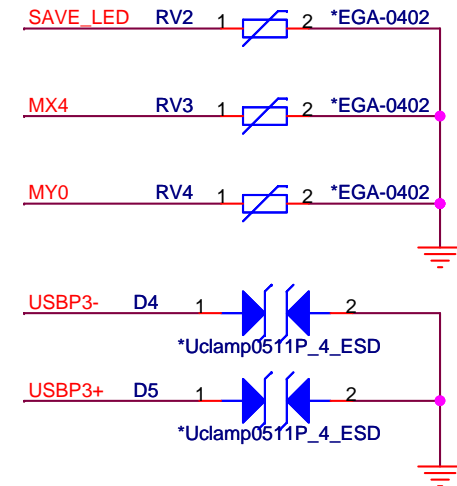 SAVE_LED RV2 1 2 *EGA-0402
MX4 RV3 1 2 *EGA-0402
MY0 RV4 1 2 *EGA-0402
USBP3- D4 1 2
*Uclamp0511P_4_ESD
USBP3+ D5 1 2
*Uclamp0511P_4_ESD